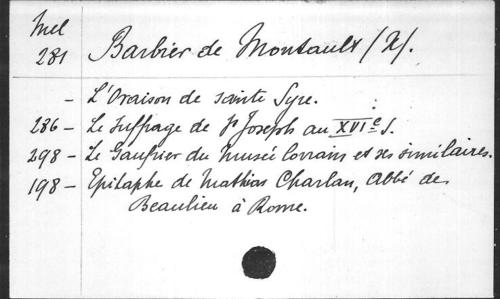 Mel
281 Barbier de Montault (X).
- L'Oraison de sainte Syre.
286 - Le Suffrage de St Joseph au XVIe S.
298 - Le Gaufrier du Musée lorrain et ses similaires.
198 - Epitaphe de Mathias Charlan, Abbé de
Beaulieu à Rome.